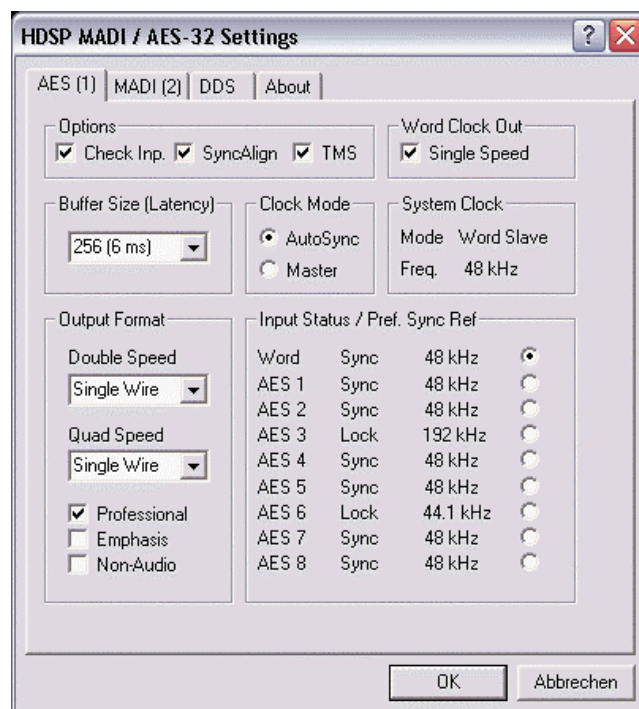 HDSP MADI / AES-32 Settings
AES (1) MADI (2) DDS About
Options
Check Inp. SyncAlign TMS
Word Clock Out
Single Speed
Buffer Size (Latency)
256 (6 ms)
Clock Mode
AutoSync
Master
System Clock
Mode Word Slave
Freq. 48 kHz
Output Format
Double Speed
Single Wire
Quad Speed
Single Wire
Professional
Emphasis
Non-Audio
Input Status / Pref. Sync Ref
Word Sync 48 kHz
AES 1 Sync 48 kHz
AES 2 Sync 48 kHz
AES 3 Lock 192 kHz
AES 4 Sync 48 kHz
AES 5 Sync 48 kHz
AES 6 Lock 44.1 kHz
AES 7 Sync 48 kHz
AES 8 Sync 48 kHz
OK Abbrechen